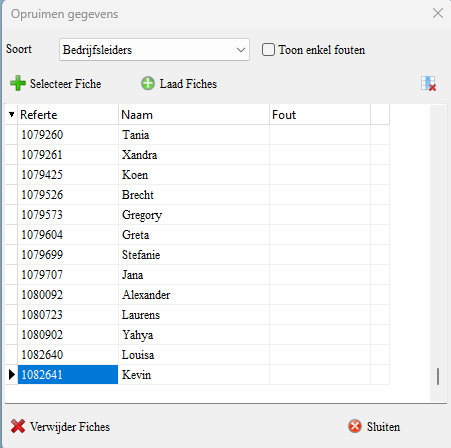 Opruimen gegevens
Soort Bedrijfsleiders Toon enkel fouten
Selecteer Fiche Laad Fiches
Referte Naam Fout
1079260 Tania
1079261 Xandra
1079425 Koen
1079526 Brecht
1079573 Gregory
1079604 Greta
1079699 Stefanie
1079707 Jana
1080092 Alexander
1080723 Laurens
1080902 Yahya
1082640 Louisa
1082641 Kevin
Verwijder Fiches Sluiten